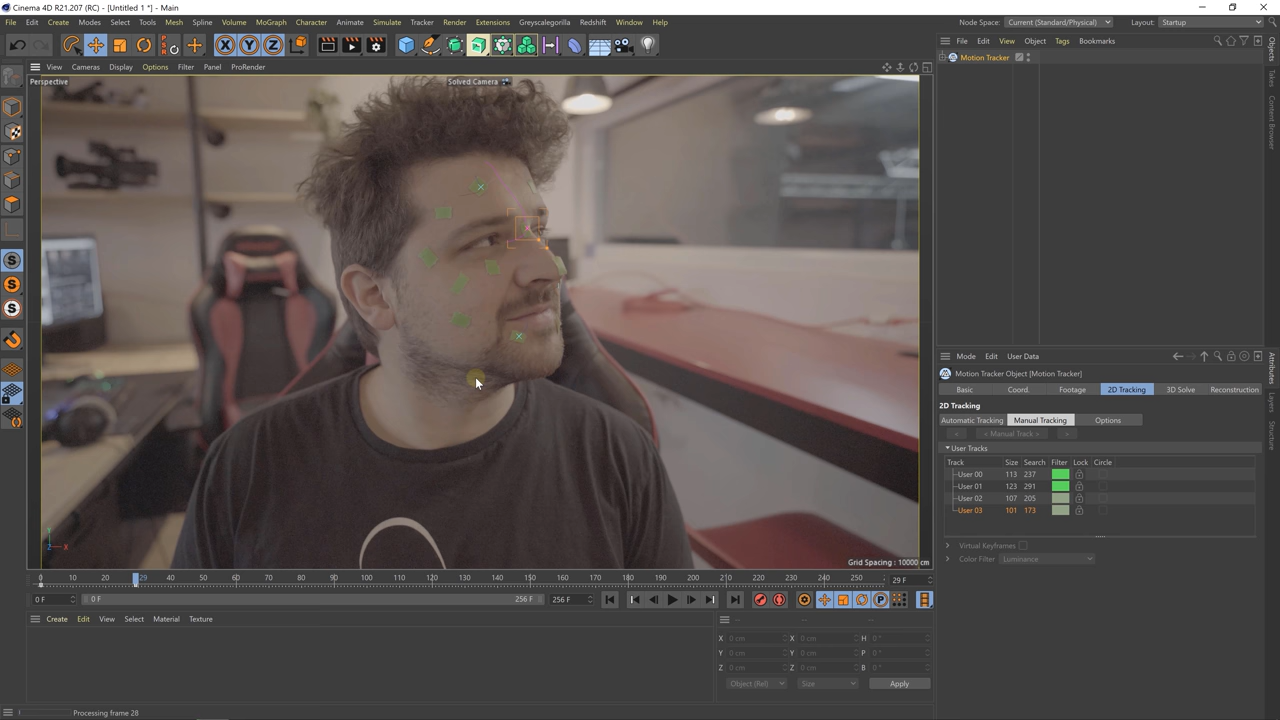 Cinema 4D R21.207 (RC) - [Untitled 1 *] - Main
File Edit Create Modes Select Tools Mesh Spline Volume MoGraph Character Animate Simulate Tracker Render Extensions Greyscalegorilla Redshift Window Help
Node Space: Current (Standard/Physical) Layout: Startup
X Y Z
View Cameras Display Options Filter Panel ProRender
File Edit View Object Tags Bookmarks
Perspective
Solved Camera
Motion Tracker
Objects
Takes
Content Browser
Attributes
Layers
Structure
Mode Edit User Data
Motion Tracker Object [Motion Tracker]
Basic Coord. Footage 2D Tracking 3D Solve Reconstruction
2D Tracking
Automatic Tracking Manual Tracking Options
< < Manual Track > >
User Tracks
Track Size Search Filter Lock Circle
User 00 113 237
User 01 123 291
User 02 107 205
User 03 101 173
Virtual Keyframes
Color Filter Luminance
Y
Z X
Grid Spacing : 10000 cm
0 10 20 29 40 50 60 70 80 90 100 110 120 130 140 150 160 170 180 190 200 210 220 230 240 250 29 F
0 F 0 F 256 F 256 F
Create Edit View Select Material Texture
-- -- --
X 0 cm X 0 cm H 0 °
Y 0 cm Y 0 cm P 0 °
Z 0 cm Z 0 cm B 0 °
Object (Rel) Size Apply
Processing frame 28